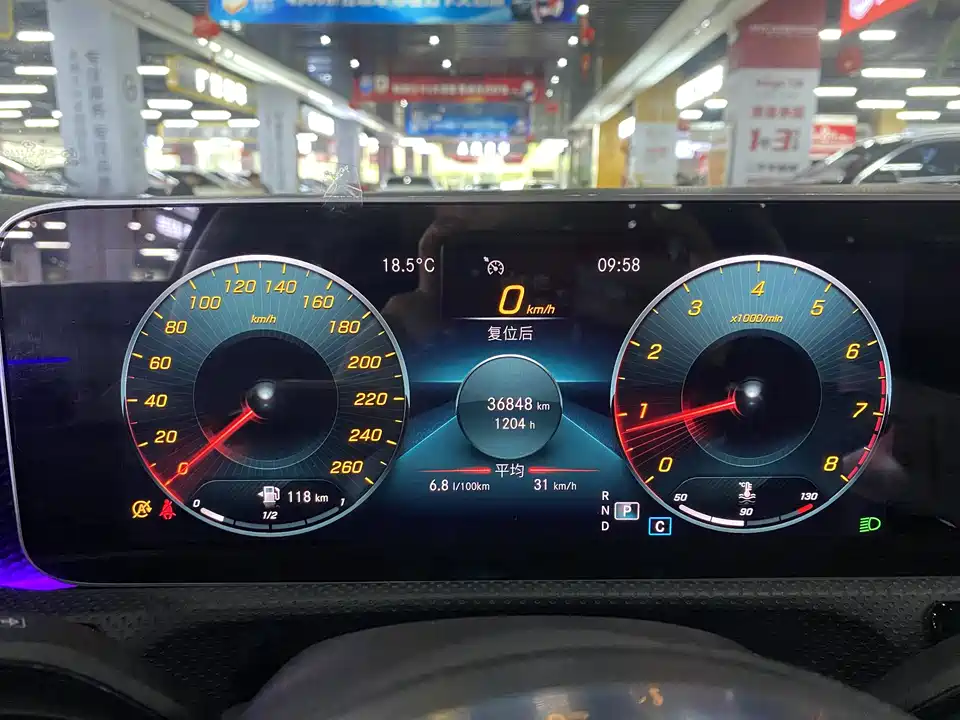 1+3
18.5°C
09:58
0 km/h
复位后
36848 km
1204 h
平均
6.8 l/100km
31 km/h
km/h
0
20
40
60
80
100
120
140
160
180
200
220
240
260
118 km
0
1/2
1
x1000/min
0
1
2
3
4
5
6
7
8
°C
50
90
130
R
N
P
D
C
A